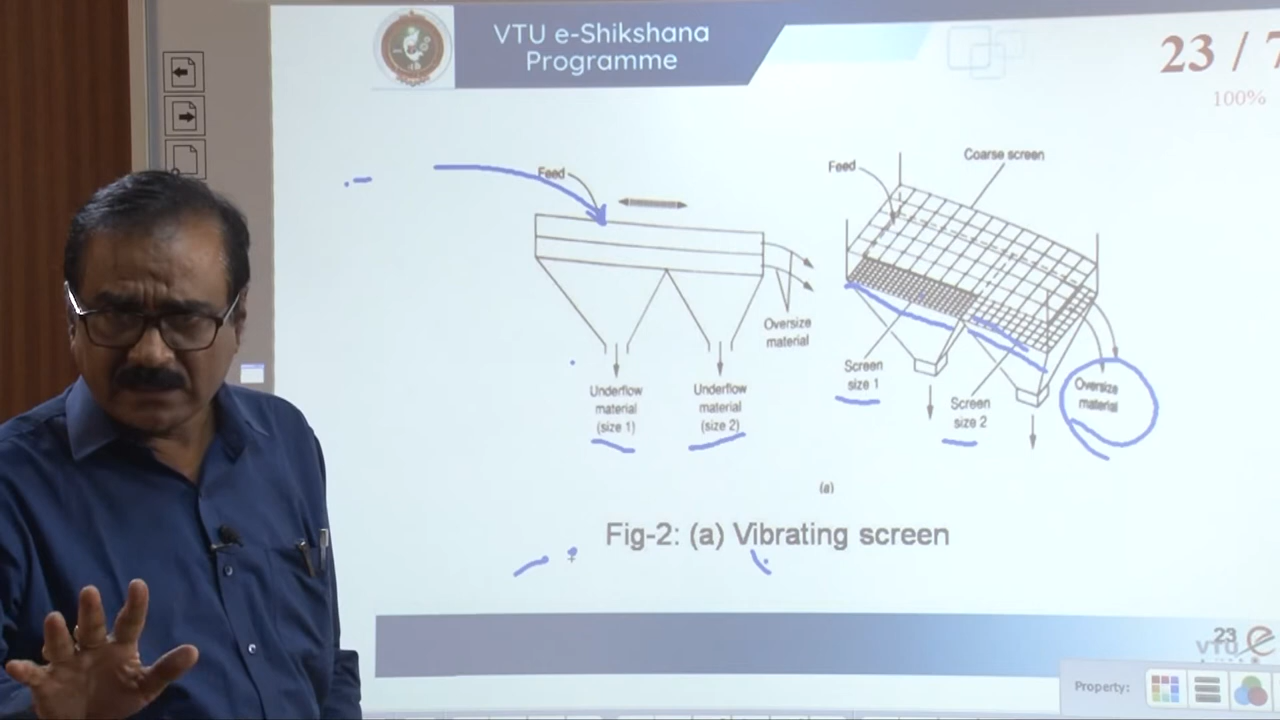 VTU e-Shikshana
Programme
23 / 7
100%
Feed
Oversize
material
Underflow
material
(size 1)
Underflow
material
(size 2)
Feed
Coarse screen
Screen
size 1
Screen
size 2
Oversize
material
(a)
Fig-2: (a) Vibrating screen
23
VTU e
Property: